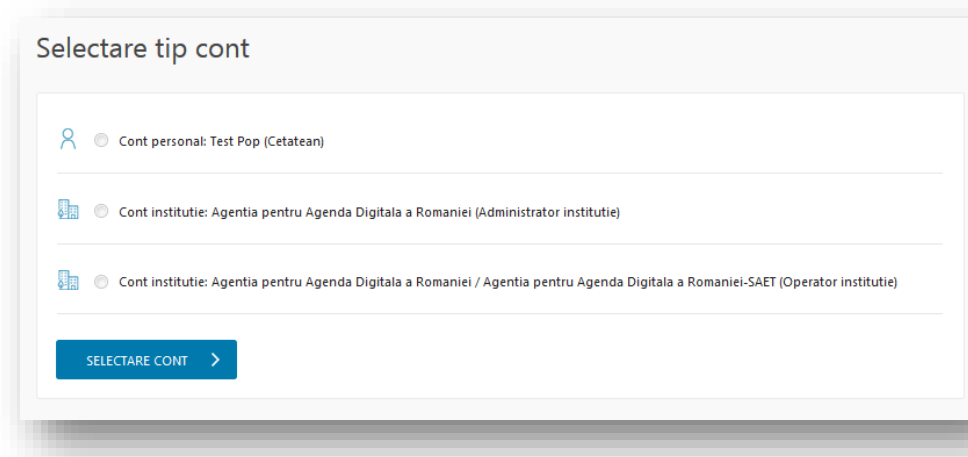 Selectare tip cont
Cont personal: Test Pop (Cetatean)
Cont institutie: Agentia pentru Agenda Digitala a Romaniei (Administrator institutie)
Cont institutie: Agentia pentru Agenda Digitala a Romaniei / Agentia pentru Agenda Digitala a Romaniei-SAET (Operator institutie)
SELECTARE CONT